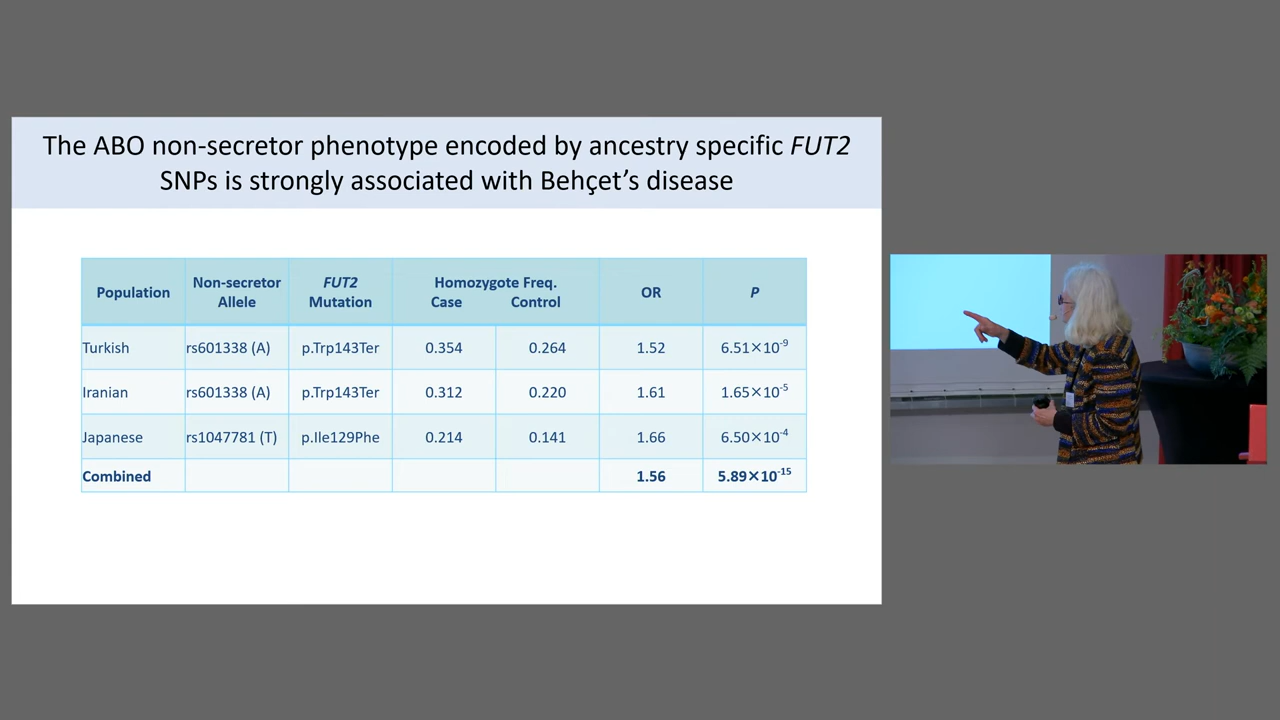 The ABO non-secretor phenotype encoded by ancestry specific FUT2
SNPs is strongly associated with Behçet's disease
Population Non-secretor Allele FUT2 Mutation Homozygote Freq. Case Control OR P
Turkish rs601338 (A) p.Trp143Ter 0.354 0.264 1.52 6.51×10⁻⁹
Iranian rs601338 (A) p.Trp143Ter 0.312 0.220 1.61 1.65×10⁻⁵
Japanese rs1047781 (T) p.Ile129Phe 0.214 0.141 1.66 6.50×10⁻⁴
Combined 1.56 5.89×10⁻¹⁵